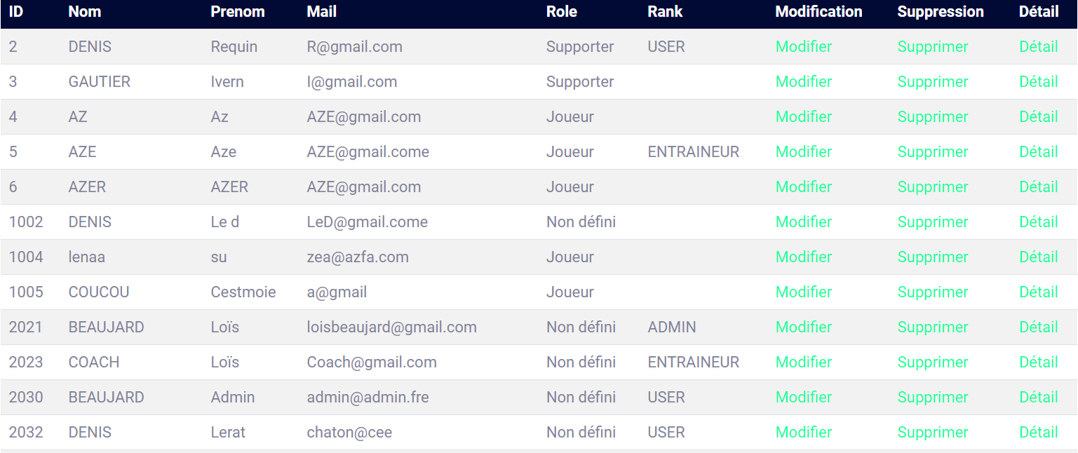 ID Nom Prenom Mail Role Rank Modification Suppression Détail
2 DENIS Requin R@gmail.com Supporter USER Modifier Supprimer Détail
3 GAUTIER Ivern I@gmail.com Supporter Modifier Supprimer Détail
4 AZ Az AZE@gmail.com Joueur Modifier Supprimer Détail
5 AZE Aze AZE@gmail.come Joueur ENTRAINEUR Modifier Supprimer Détail
6 AZER AZER AZE@gmail.com Joueur Modifier Supprimer Détail
1002 DENIS Le d LeD@gmail.come Non défini Modifier Supprimer Détail
1004 lenaa su zea@azfa.com Joueur Modifier Supprimer Détail
1005 COUCOU Cestmoie a@gmail Joueur Modifier Supprimer Détail
2021 BEAUJARD Loïs loisbeaujard@gmail.com Non défini ADMIN Modifier Supprimer Détail
2023 COACH Loïs Coach@gmail.com Non défini ENTRAINEUR Modifier Supprimer Détail
2030 BEAUJARD Admin admin@admin.fre Non défini USER Modifier Supprimer Détail
2032 DENIS Lerat chaton@cee Non défini USER Modifier Supprimer Détail